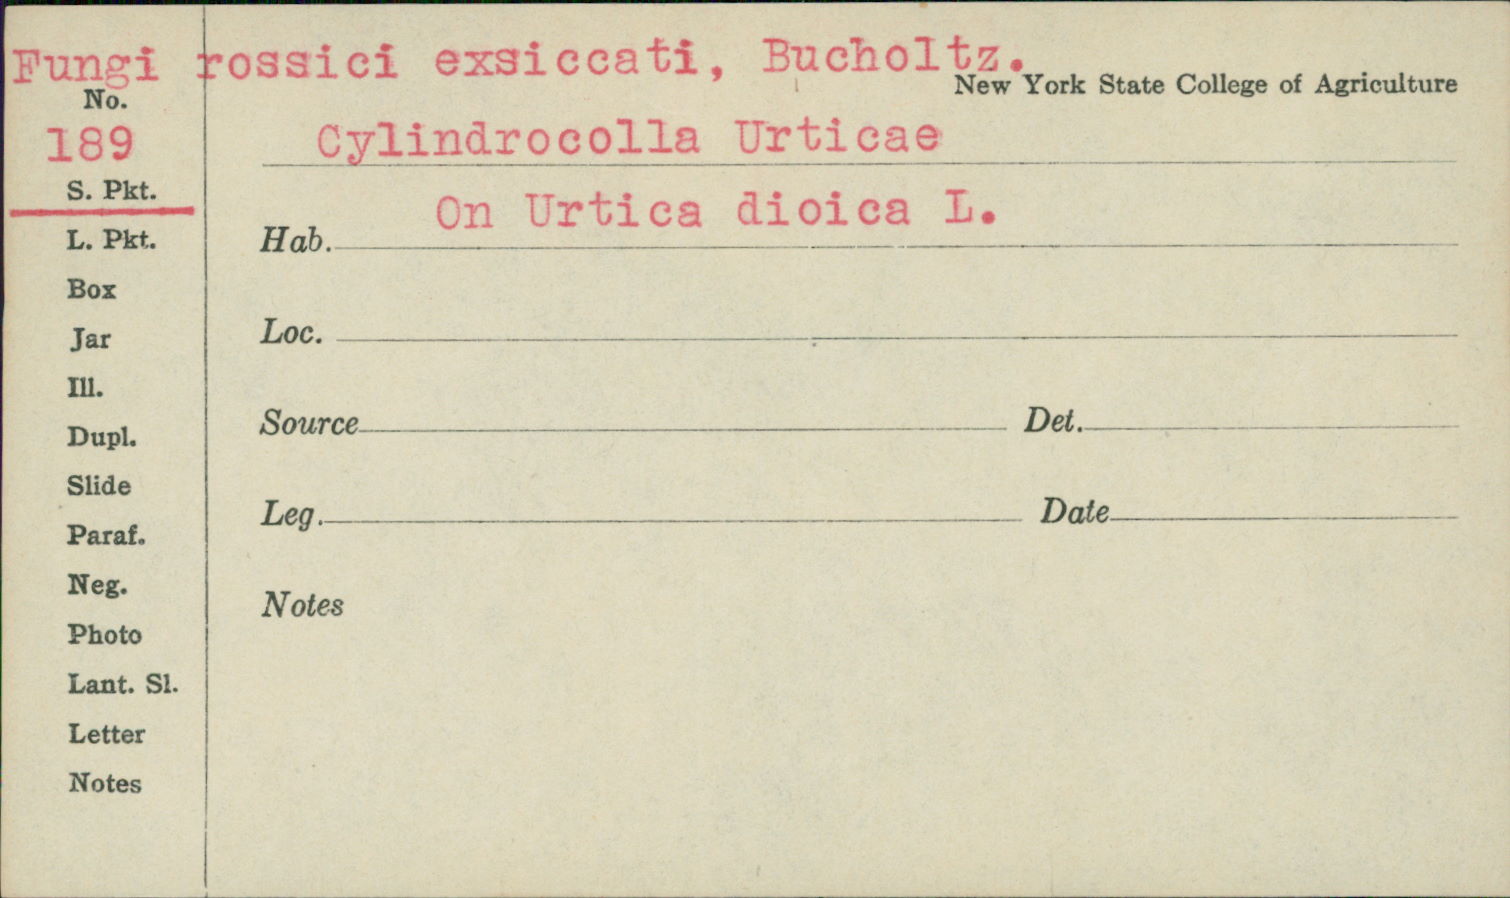 Fungi rossici exsiccati, Bucholtz.
New York State College of Agriculture
No.
189
Cylindrocolla Urticae
S. Pkt.
On Urtica dioica L.
Hab.
L. Pkt.
Box
Loc.
Jar
Ill.
Source Det.
Dupl.
Slide
Leg. Date
Paraf.
Neg.
Notes
Photo
Lant. Sl.
Letter
Notes